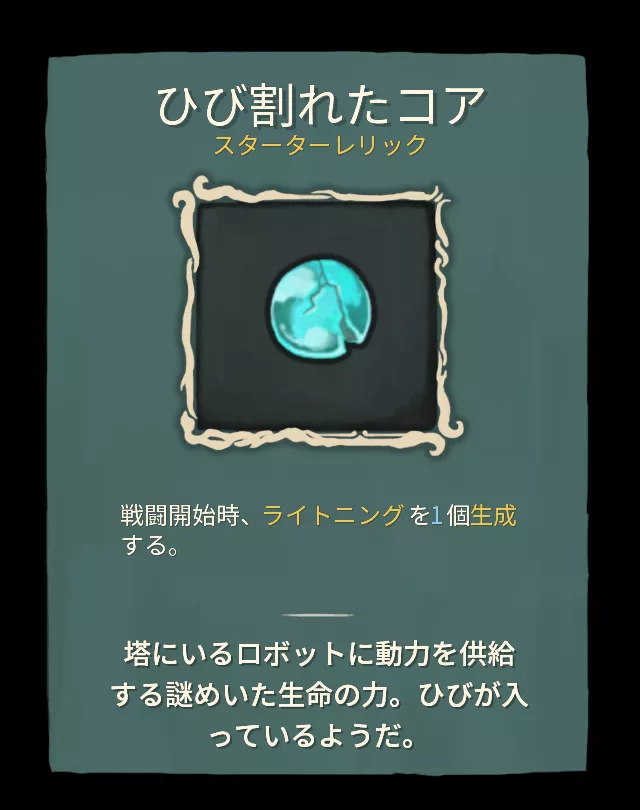 ひび割れたコア
スターターレリック
戦闘開始時、ライトニングを1個生成
する。
塔にいるロボットに動力を供給
する謎めいた生命の力。ひびが入
っているようだ。